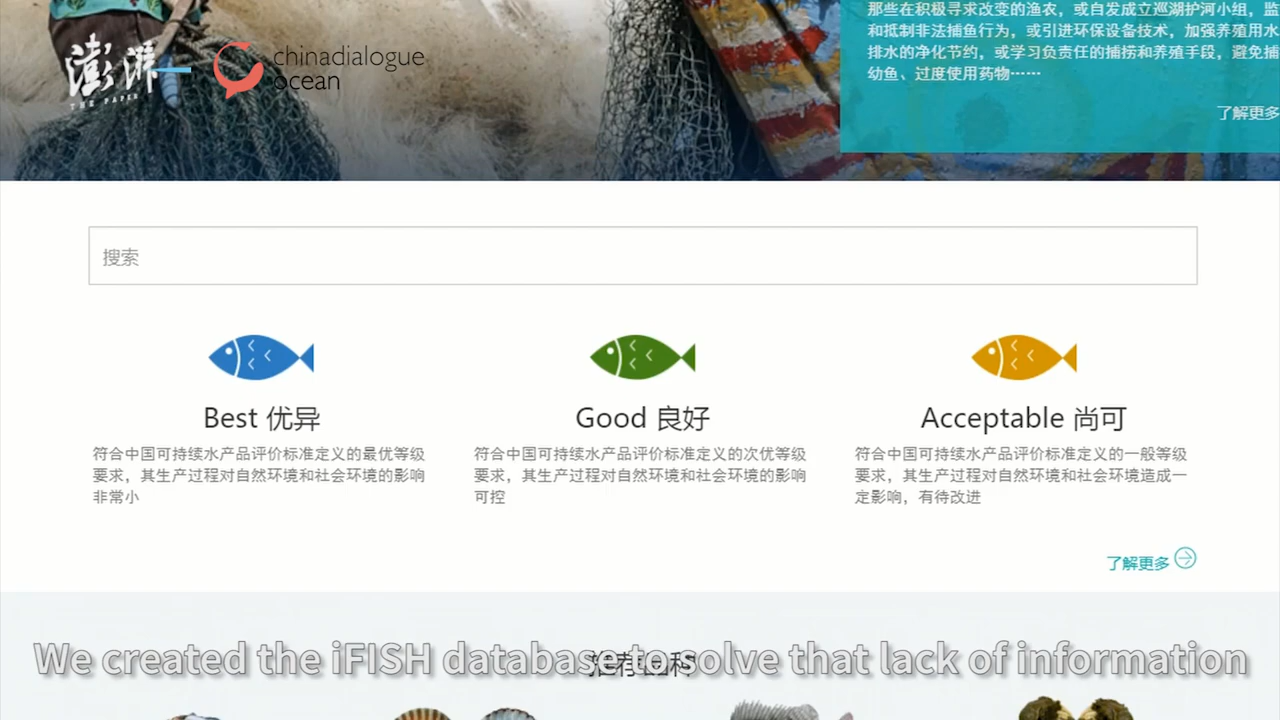 那些在积极寻求改变的渔农，或自发成立巡湖护河小组，监
和抵制非法捕鱼行为，或引进环保设备技术，加强养殖用水
排水的净化节约，或学习负责任的捕捞和养殖手段，避免捕
幼鱼、过度使用药物……
了解更多
澎湃
THE PAPER
chinadialogue
ocean
搜索
Best 优异
符合中国可持续水产品评价标准定义的最优等级
要求，其生产过程对自然环境和社会环境的影响
非常小
Good 良好
符合中国可持续水产品评价标准定义的次优等级
要求，其生产过程对自然环境和社会环境的影响
可控
Acceptable 尚可
符合中国可持续水产品评价标准定义的一般等级
要求，其生产过程对自然环境和社会环境造成一
定影响，有待改进
了解更多
We created the iFISH database to solve that lack of information